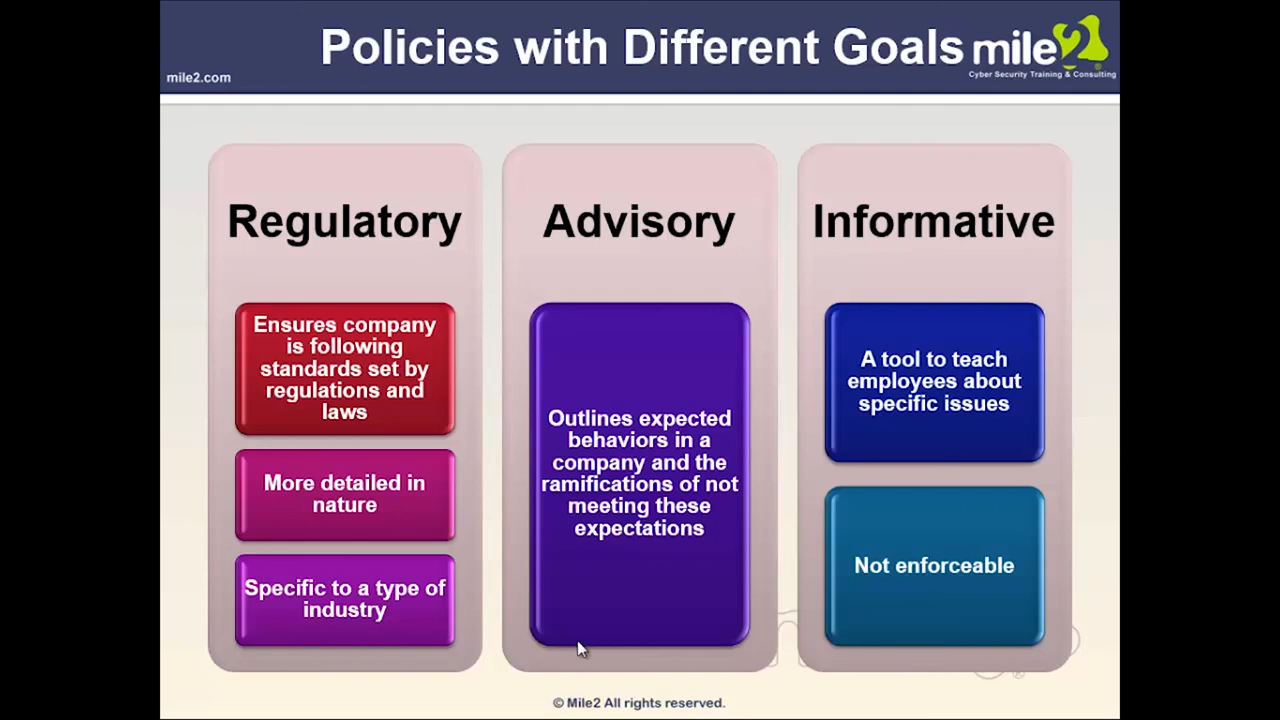 Policies with Different Goals
mile2
mile2.com
Cyber Security Training & Consulting
Regulatory
Ensures company
is following
standards set by
regulations and
laws
More detailed in
nature
Specific to a type of
industry
Advisory
Outlines expected
behaviors in a
company and the
ramifications of not
meeting these
expectations
Informative
A tool to teach
employees about
specific issues
Not enforceable
© Mile2 All rights reserved.